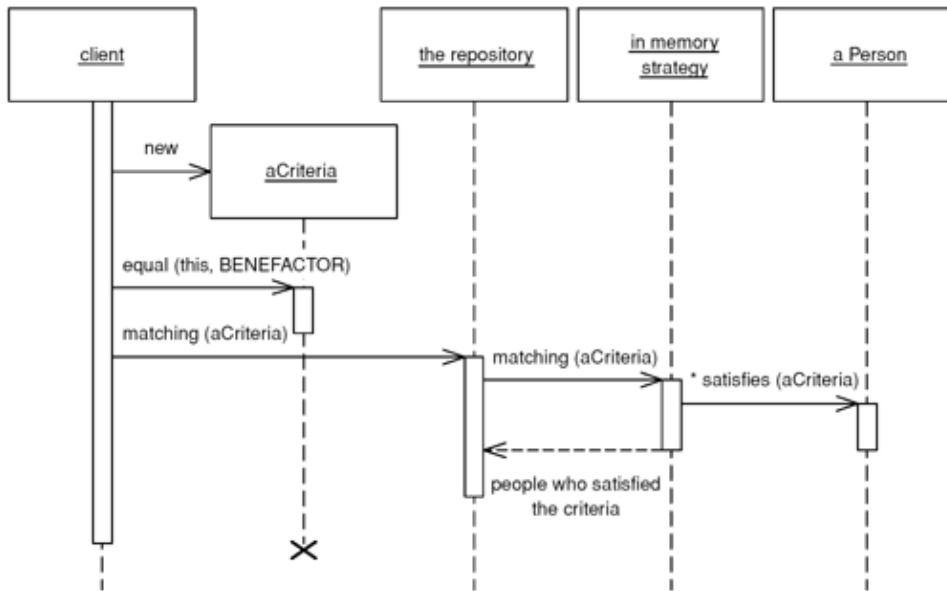 client
the repository
in memory
strategy
a Person
new
aCriteria
equal (this, BENEFACTOR)
matching (aCriteria)
matching (aCriteria)
* satisfies (aCriteria)
people who satisfied
the criteria